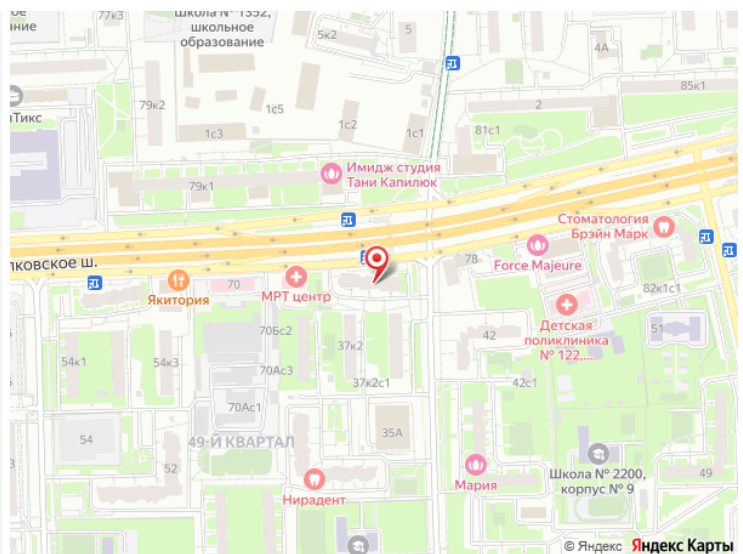 77к3
Школа № 1352,
школьное
образование
5к2
5
4А
79к2
1с5
1с3
1с2
1с1
81с1
2
85к1
79к1
Имидж студия
Тани Капилюк
Стоматология
Брэйн Марк
Force Majeure
78
82к1с1
Якитория
70
МРТ центр
Детская
поликлиника
№ 122,...
51
42
42с1
54к1
54к3
70Бс2
70Ас3
37к2
37к2с1
70Ас1
54
49-Й КВАРТАЛ
35А
52
Нирадент
Мария
Школа № 2200,
корпус № 9
49
© Яндекс Яндекс Карты